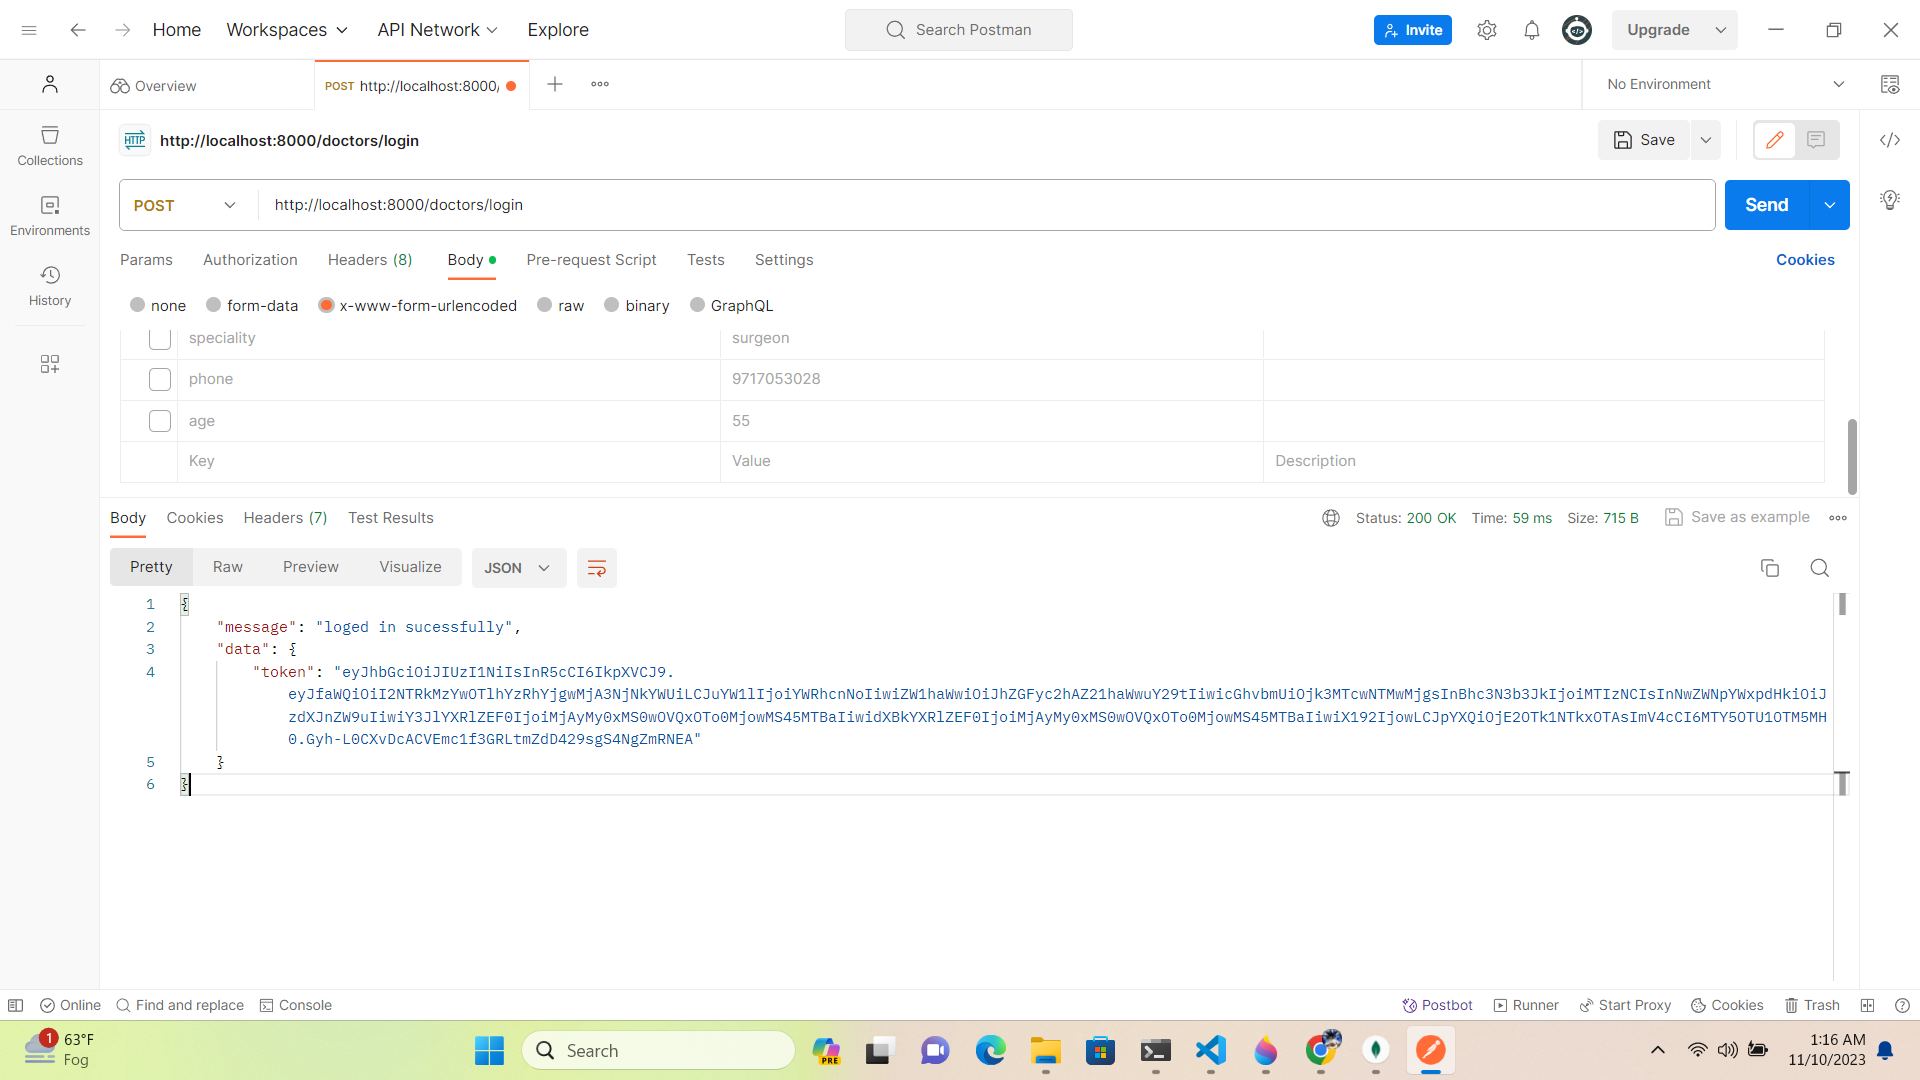 Home Workspaces API Network Explore Search Postman Invite Upgrade
Overview POST http://localhost:8000/ No Environment
HTTP http://localhost:8000/doctors/login Save
POST http://localhost:8000/doctors/login Send
Params Authorization Headers (8) Body Pre-request Script Tests Settings Cookies
none form-data x-www-form-urlencoded raw binary GraphQL
speciality surgeon
phone 9717053028
age 55
Key Value Description
Collections
Environments
History
Body Cookies Headers (7) Test Results Status: 200 OK Time: 59 ms Size: 715 B Save as example
Pretty Raw Preview Visualize JSON
1 {
2 "message": "loged in sucessfully",
3 "data": {
4 "token": "eyJhbGciOiJIUzI1NiIsInR5cCI6IkpXVCJ9.
eyJfaWQiOiI2NTRkMzYwOTlhYzRhYjgwMjA3NjNkYWUiLCJuYW1lIjoiYWRhcnNoIiwiZW1haWwiOiJhZGFyc2hAZ21haWwuY29tIiwicGhvbmUiOjk3MTcwNTMwMjgsInBhc3N3b3JkIjoiMTIzNCIsInNwZWNpYWxpdHkiOiJ
zdXJnZW9uIiwiY3JlYXRlZEF0IjoiMjAyMy0xMS0wOVQxOTo0MjowMS45MTBaIiwidXBkYXRlZEF0IjoiMjAyMy0xMS0wOVQxOTo0MjowMS45MTBaIiwiX192IjowLCJpYXQiOjE2OTk1NTkxOTAsImV4cCI6MTY5OTU1OTM5MH
0.Gyh-L0CXvDcACVEmc1f3GRLtmZdD429sgS4NgZmRNEA"
5 }
6 }
Online Find and replace Console Postbot Runner Start Proxy Cookies Trash
1 63°F
Fog
Search
PRE
1:16 AM
11/10/2023